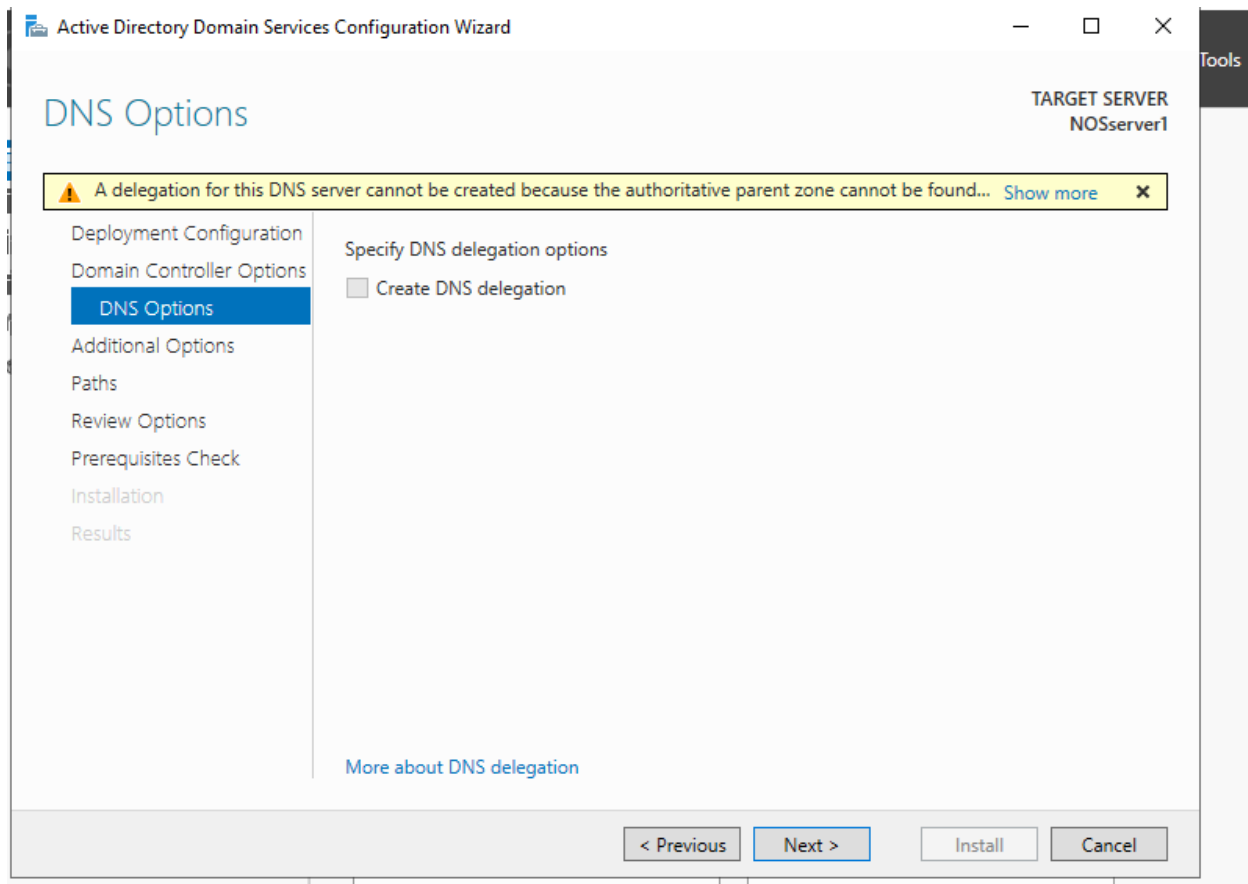 Active Directory Domain Services Configuration Wizard
Tools
DNS Options
TARGET SERVER
NOSserver1
A delegation for this DNS server cannot be created because the authoritative parent zone cannot be found... Show more
Deployment Configuration
Domain Controller Options
DNS Options
Additional Options
Paths
Review Options
Prerequisites Check
Installation
Results
Specify DNS delegation options
Create DNS delegation
More about DNS delegation
< Previous
Next >
Install
Cancel